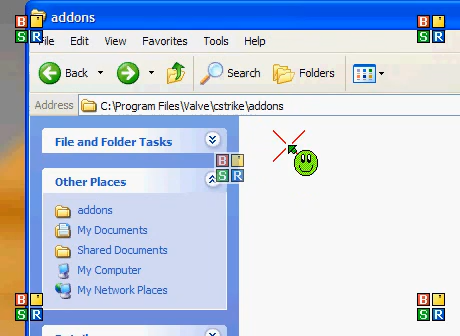 addons
File Edit View Favorites Tools Help
Back Search Folders
Address C:\Program Files\Valve\cstrike\addons
File and Folder Tasks
Other Places
addons
My Documents
Shared Documents
My Computer
My Network Places
B S R
B S R
B S R
B S R
B S R